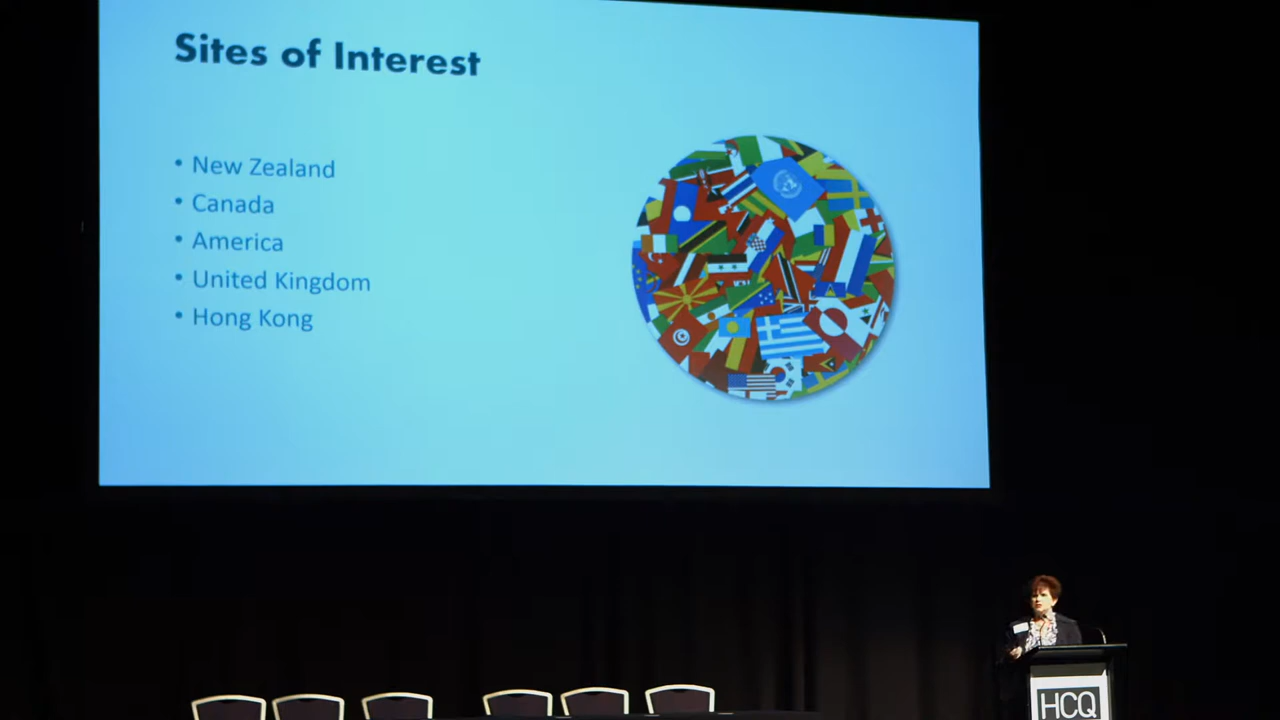 Sites of Interest
• New Zealand
• Canada
• America
• United Kingdom
• Hong Kong
HCQ